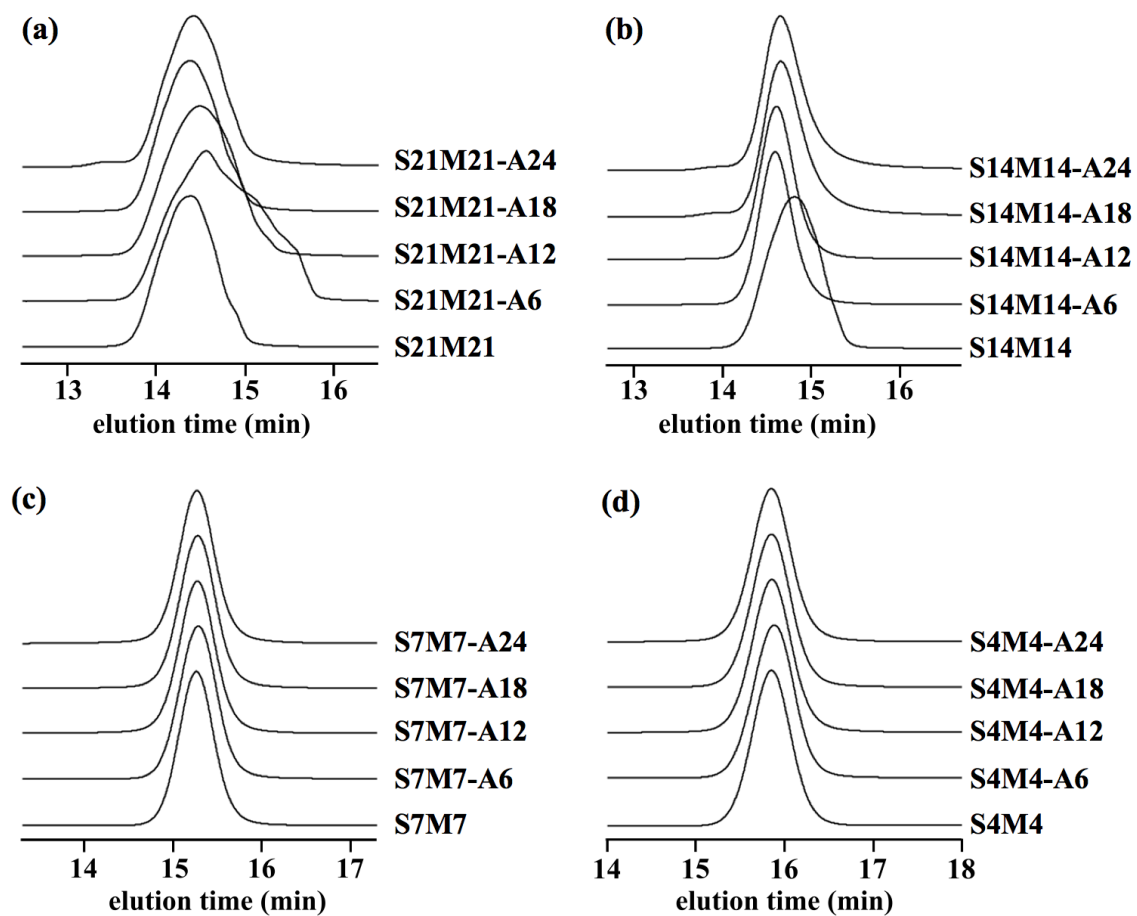 (a)
S21M21-A24
S21M21-A18
S21M21-A12
S21M21-A6
S21M21
13 14 15 16
elution time (min)
(b)
S14M14-A24
S14M14-A18
S14M14-A12
S14M14-A6
S14M14
13 14 15 16
elution time (min)
(c)
S7M7-A24
S7M7-A18
S7M7-A12
S7M7-A6
S7M7
14 15 16 17
elution time (min)
(d)
S4M4-A24
S4M4-A18
S4M4-A12
S4M4-A6
S4M4
14 15 16 17 18
elution time (min)